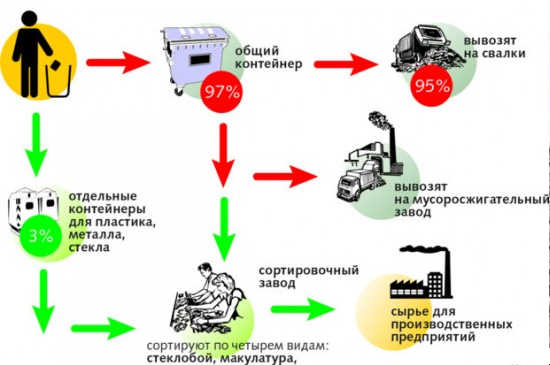 общий
контейнер
97%
вывозят
на свалки
95%
вывозят
на мусоросжигательный
завод
отдельные
контейнеры
для пластика,
металла,
стекла
3%
сортировочный
завод
сырье для
производственных
предприятий
сортируют по четырем видам:
стеклобой, макулатура,